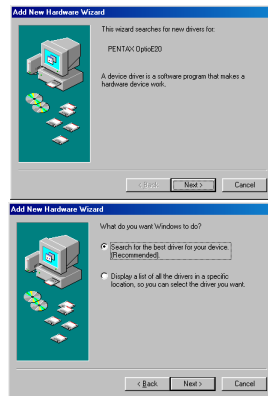 Add New Hardware Wizard
This wizard searches for new drivers for:
PENTAX OptioE20
A device driver is a software program that makes a
hardware device work.
< Back
Next >
Cancel
Add New Hardware Wizard
What do you want Windows to do?
Search for the best driver for your device.
(Recommended).
Display a list of all the drivers in a specific
location, so you can select the driver you want.
< Back
Next >
Cancel